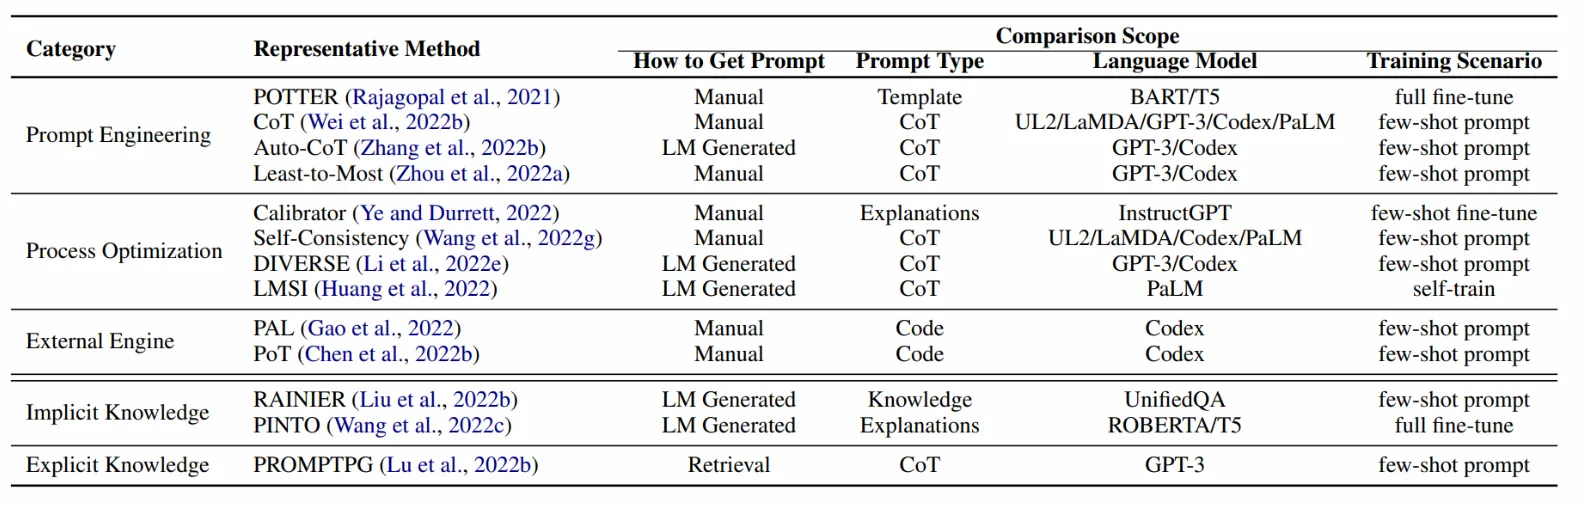 Category Representative Method Comparison Scope
How to Get Prompt Prompt Type Language Model Training Scenario
Prompt Engineering
POTTER (Rajagopal et al., 2021) Manual Template BART/T5 full fine-tune
CoT (Wei et al., 2022b) Manual CoT UL2/LaMDA/GPT-3/Codex/PaLM few-shot prompt
Auto-CoT (Zhang et al., 2022b) LM Generated CoT GPT-3/Codex few-shot prompt
Least-to-Most (Zhou et al., 2022a) Manual CoT GPT-3/Codex few-shot prompt
Process Optimization
Calibrator (Ye and Durrett, 2022) Manual Explanations InstructGPT few-shot fine-tune
Self-Consistency (Wang et al., 2022g) Manual CoT UL2/LaMDA/Codex/PaLM few-shot prompt
DIVERSE (Li et al., 2022e) LM Generated CoT GPT-3/Codex few-shot prompt
LMSI (Huang et al., 2022) LM Generated CoT PaLM self-train
External Engine
PAL (Gao et al., 2022) Manual Code Codex few-shot prompt
PoT (Chen et al., 2022b) Manual Code Codex few-shot prompt
Implicit Knowledge
RAINIER (Liu et al., 2022b) LM Generated Knowledge UnifiedQA few-shot prompt
PINTO (Wang et al., 2022c) LM Generated Explanations ROBERTA/T5 full fine-tune
Explicit Knowledge PROMPTPG (Lu et al., 2022b) Retrieval CoT GPT-3 few-shot prompt